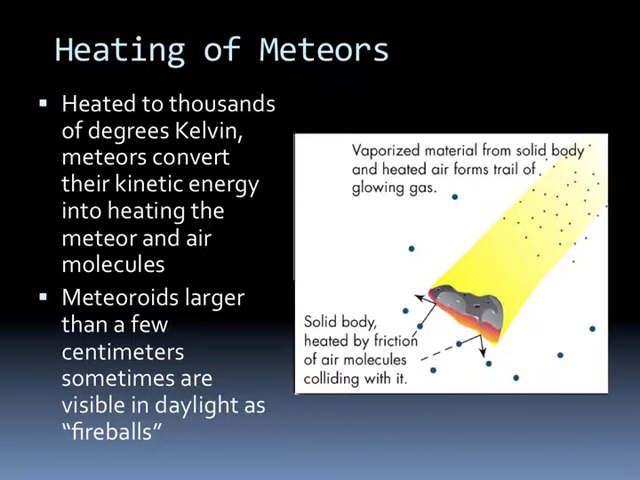 Heating of Meteors
▪ Heated to thousands
of degrees Kelvin,
meteors convert
their kinetic energy
into heating the
meteor and air
molecules
▪ Meteoroids larger
than a few
centimeters
sometimes are
visible in daylight as
“fireballs”
Vaporized material from solid body
and heated air forms trail of
glowing gas.
Solid body,
heated by friction
of air molecules
colliding with it.